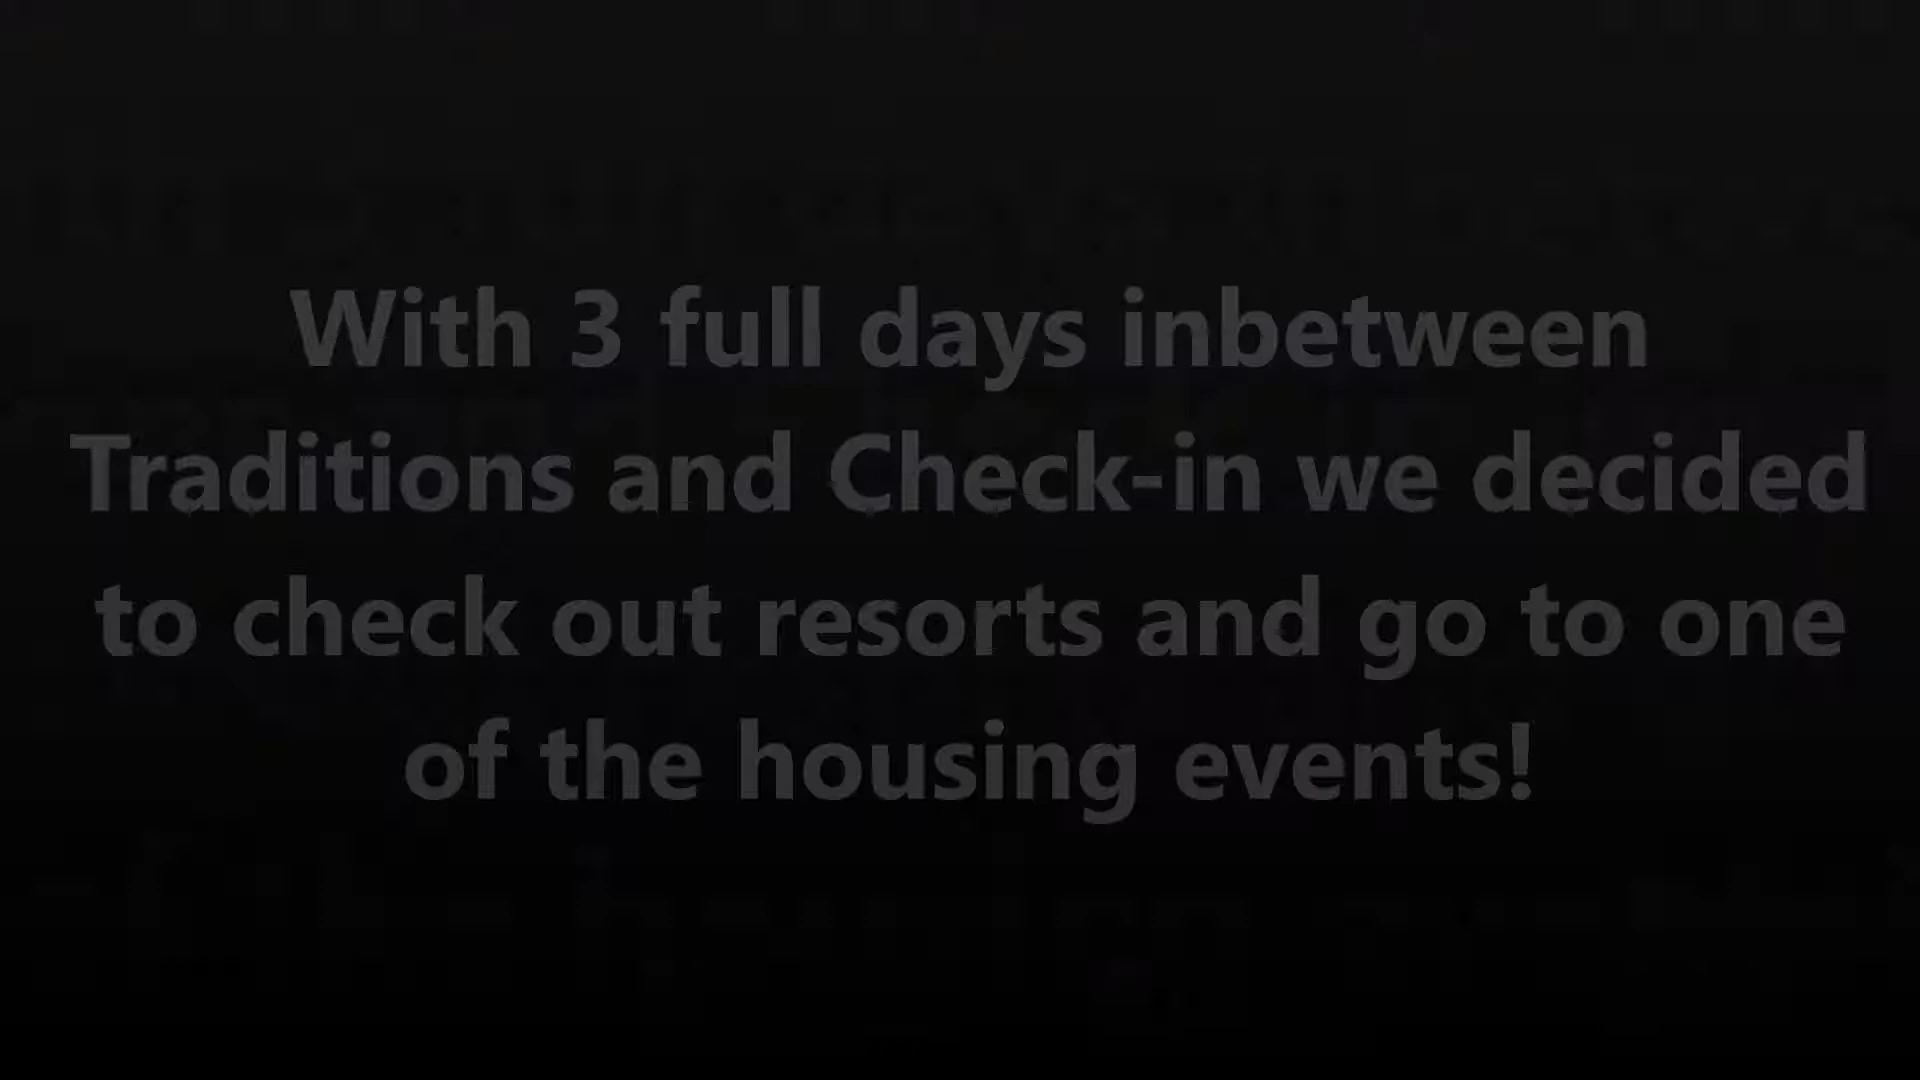 With 3 full days inbetween
Traditions and Check-in we decided
to check out resorts and go to one
of the housing events!